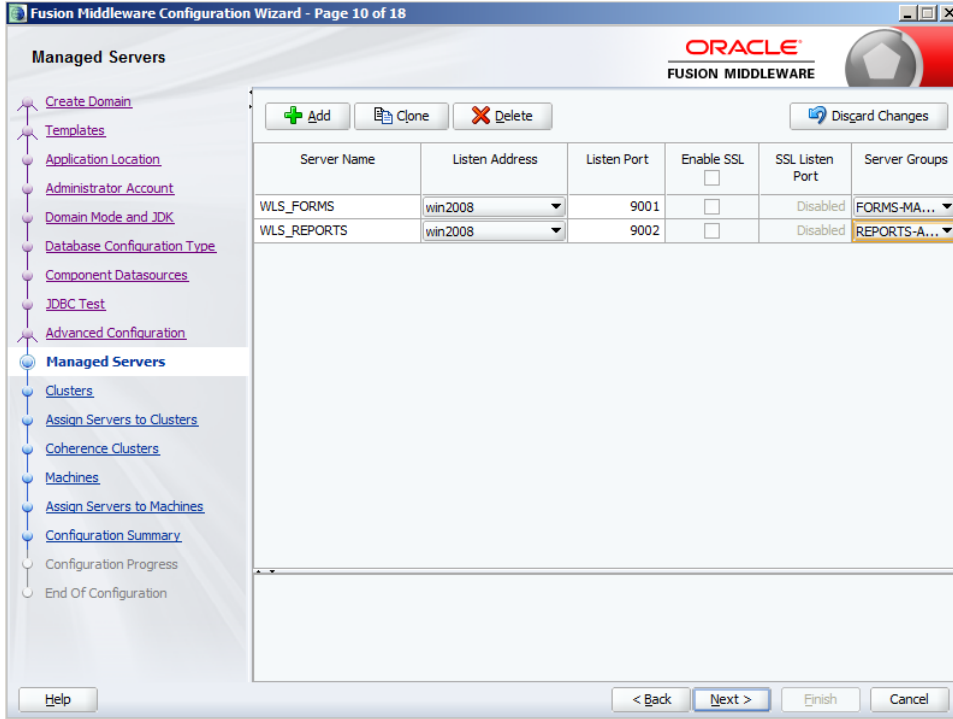 Fusion Middleware Configuration Wizard - Page 10 of 18
Managed Servers
ORACLE
FUSION MIDDLEWARE
Create Domain
Templates
Application Location
Administrator Account
Domain Mode and JDK
Database Configuration Type
Component Datasources
JDBC Test
Advanced Configuration
Managed Servers
Clusters
Assign Servers to Clusters
Coherence Clusters
Machines
Assign Servers to Machines
Configuration Summary
Configuration Progress
End Of Configuration
Add Clone Delete Discard Changes
Server Name Listen Address Listen Port Enable SSL SSL Listen Port Server Groups
WLS_FORMS win2008 9001 Disabled FORMS-MA...
WLS_REPORTS win2008 9002 Disabled REPORTS-A...
Help < Back Next > Finish Cancel